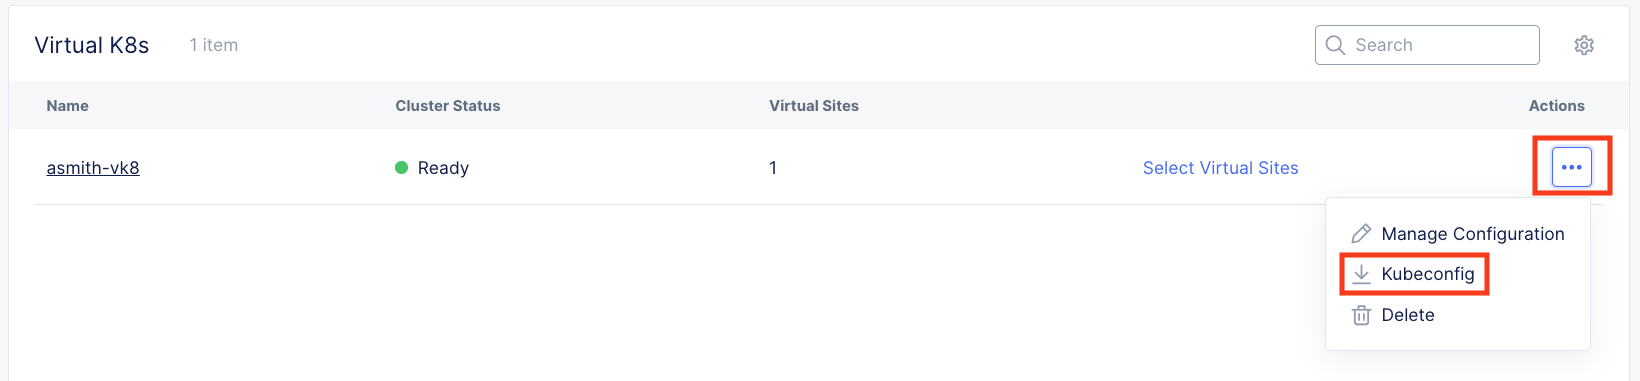 Virtual K8s 1 item Search
Name Cluster Status Virtual Sites Actions
asmith-vk8 Ready 1 Select Virtual Sites
Manage Configuration
Kubeconfig
Delete